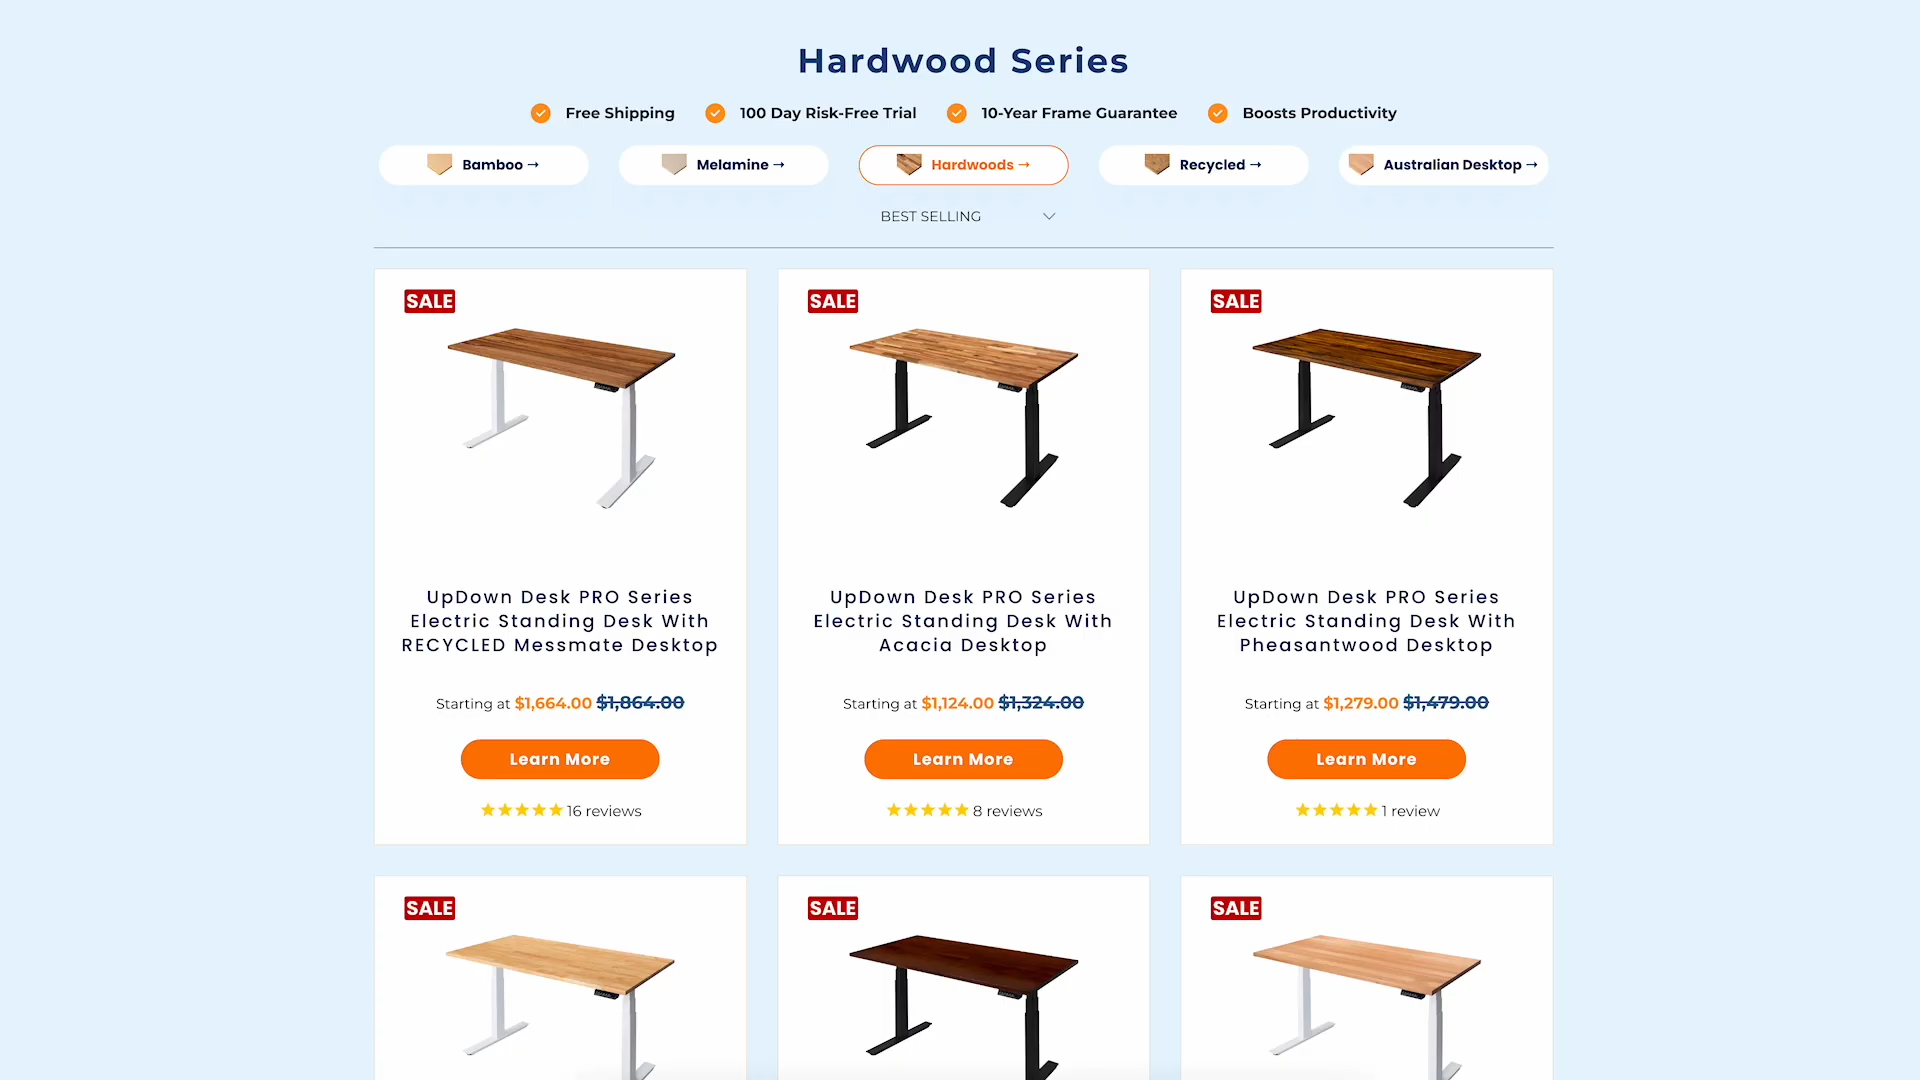 Hardwood Series
Free Shipping
100 Day Risk-Free Trial
10-Year Frame Guarantee
Boosts Productivity
Bamboo →
Melamine →
Hardwoods →
Recycled →
Australian Desktop →
BEST SELLING
SALE
UpDown Desk PRO Series
Electric Standing Desk With
RECYCLED Messmate Desktop
Starting at $1,664.00 $1,864.00
Learn More
16 reviews
SALE
UpDown Desk PRO Series
Electric Standing Desk With
Acacia Desktop
Starting at $1,124.00 $1,324.00
Learn More
8 reviews
SALE
UpDown Desk PRO Series
Electric Standing Desk With
Pheasantwood Desktop
Starting at $1,279.00 $1,479.00
Learn More
1 review
SALE
SALE
SALE